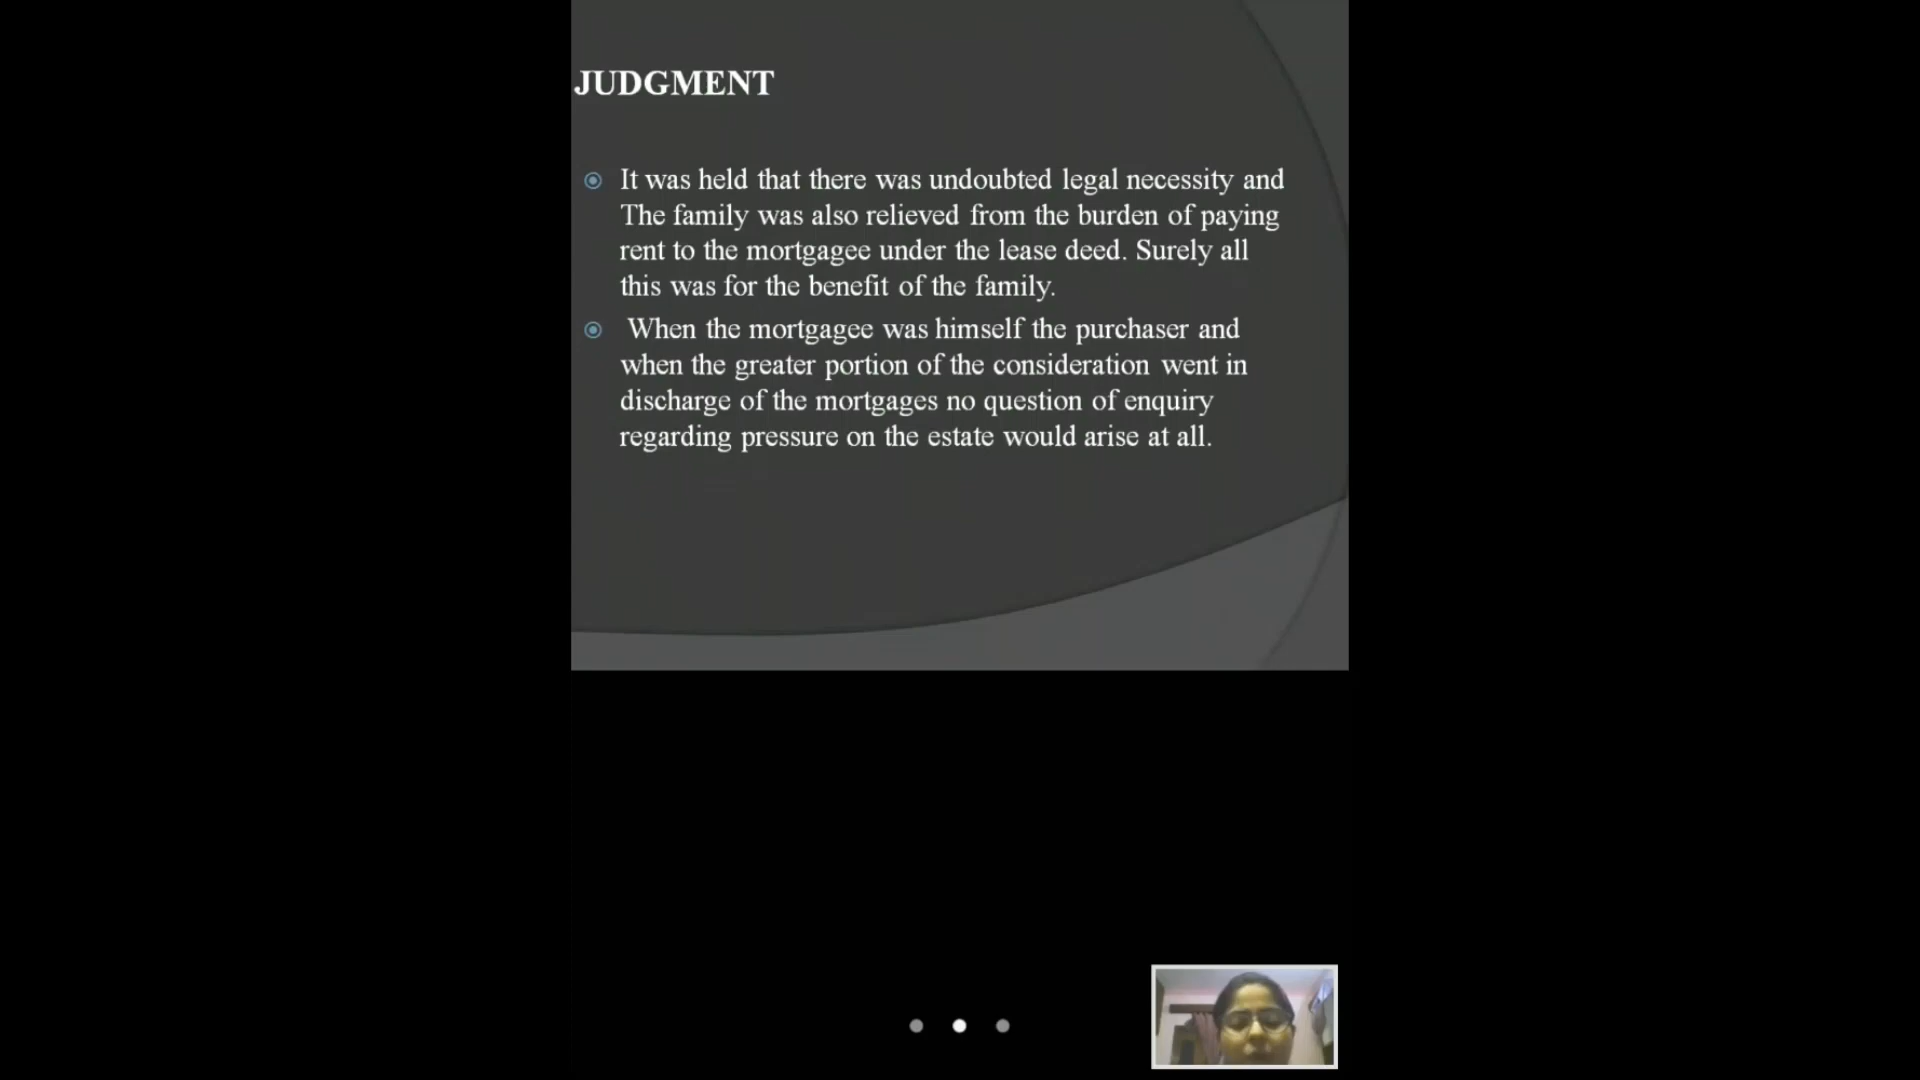 JUDGMENT
It was held that there was undoubted legal necessity and
The family was also relieved from the burden of paying
rent to the mortgagee under the lease deed. Surely all
this was for the benefit of the family.
When the mortgagee was himself the purchaser and
when the greater portion of the consideration went in
discharge of the mortgages no question of enquiry
regarding pressure on the estate would arise at all.